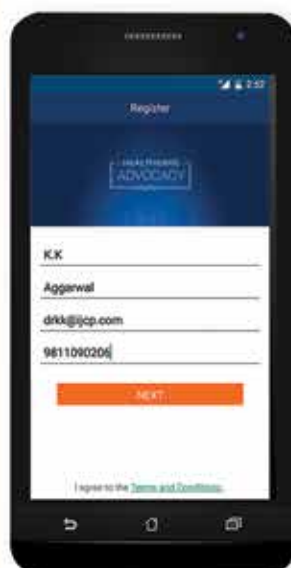 2:52
Register
HEALTHCARE
ADVOCACY
K.K
Aggarwal
drkk@ijcp.com
9811090206
NEXT
I agree to the Terms and Conditions.